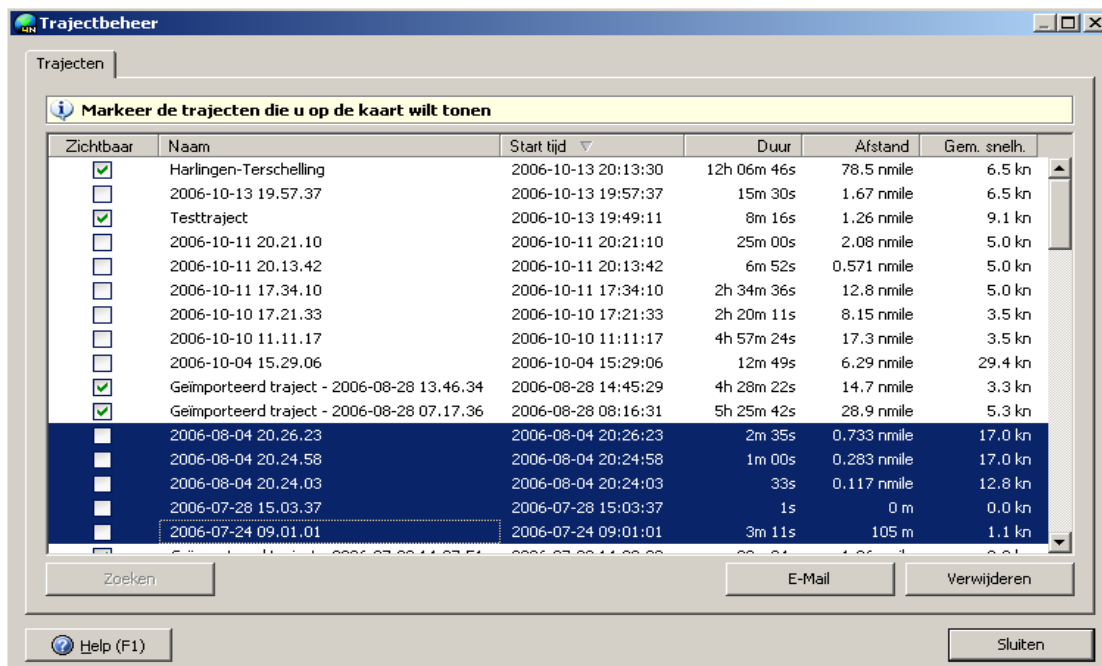 Trajectbeheer
Trajecten
Markeer de trajecten die u op de kaart wilt tonen
Zichtbaar Naam Start tijd Duur Afstand Gem. snelh.
Harlingen-Terschelling 2006-10-13 20:13:30 12h 06m 46s 78.5 nmile 6.5 kn
2006-10-13 19.57.37 2006-10-13 19:57:37 15m 30s 1.67 nmile 6.5 kn
Testtraject 2006-10-13 19:49:11 8m 16s 1.26 nmile 9.1 kn
2006-10-11 20.21.10 2006-10-11 20:21:10 25m 00s 2.08 nmile 5.0 kn
2006-10-11 20.13.42 2006-10-11 20:13:42 6m 52s 0.571 nmile 5.0 kn
2006-10-11 17.34.10 2006-10-11 17:34:10 2h 34m 36s 12.8 nmile 5.0 kn
2006-10-10 17.21.33 2006-10-10 17:21:33 2h 20m 11s 8.15 nmile 3.5 kn
2006-10-10 11.11.17 2006-10-10 11:11:17 4h 57m 24s 17.3 nmile 3.5 kn
2006-10-04 15.29.06 2006-10-04 15:29:06 12m 49s 6.29 nmile 29.4 kn
Geïmporteerd traject - 2006-08-28 13.46.34 2006-08-28 14:45:29 4h 28m 22s 14.7 nmile 3.3 kn
Geïmporteerd traject - 2006-08-28 07.17.36 2006-08-28 08:16:31 5h 25m 42s 28.9 nmile 5.3 kn
2006-08-04 20.26.23 2006-08-04 20:26:23 2m 35s 0.733 nmile 17.0 kn
2006-08-04 20.24.58 2006-08-04 20:24:58 1m 00s 0.283 nmile 17.0 kn
2006-08-04 20.24.03 2006-08-04 20:24:03 33s 0.117 nmile 12.8 kn
2006-07-28 15.03.37 2006-07-28 15:03:37 1s 0 m 0.0 kn
2006-07-24 09.01.01 2006-07-24 09:01:01 3m 11s 105 m 1.1 kn
Zoeken E-Mail Verwijderen
Help (F1) Sluiten